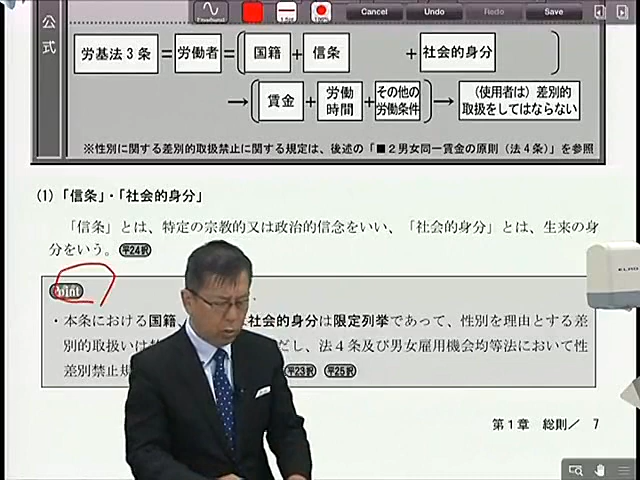 Freehand
1.5pt
100%
Cancel
Undo
Redo
Save
公式
労基法3条 = 労働者 = 国籍 + 信条 + 社会的身分
→ 賃金 + 労働時間 + その他の労働条件 → (使用者は)差別的取扱をしてはならない
※性別に関する差別的取扱禁止に関する規定は、後述の「■2男女同一賃金の原則(法4条)」を参照
(1)「信条」・「社会的身分」
「信条」とは、特定の宗教的又は政治的信念をいい、「社会的身分」とは、生来の身
分をいう。 平24択
Point
・本条における国籍、 社会的身分は限定列挙であって、性別を理由とする差
別的取扱いは だし、法4条及び男女雇用機会均等法において性
差別禁止規 平23択 平25択
第1章 総則/ 7
ELMO